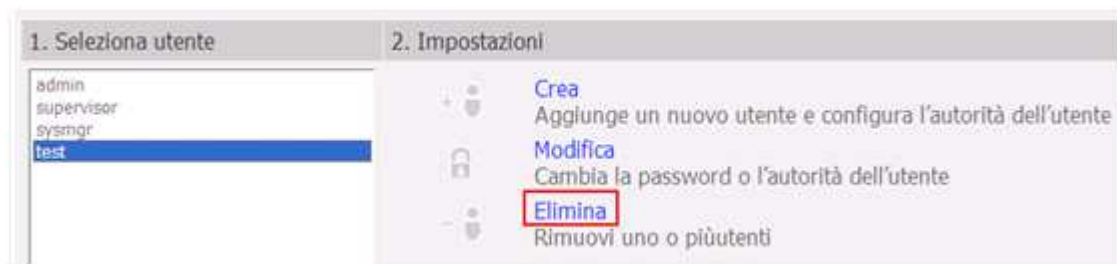 1. Seleziona utente
2. Impostazioni
admin
supervisor
sysmgr
test
Crea
Aggiunge un nuovo utente e configura l'autorità dell'utente
Modifica
Cambia la password o l'autorità dell'utente
Elimina
Rimuovi uno o piùutenti